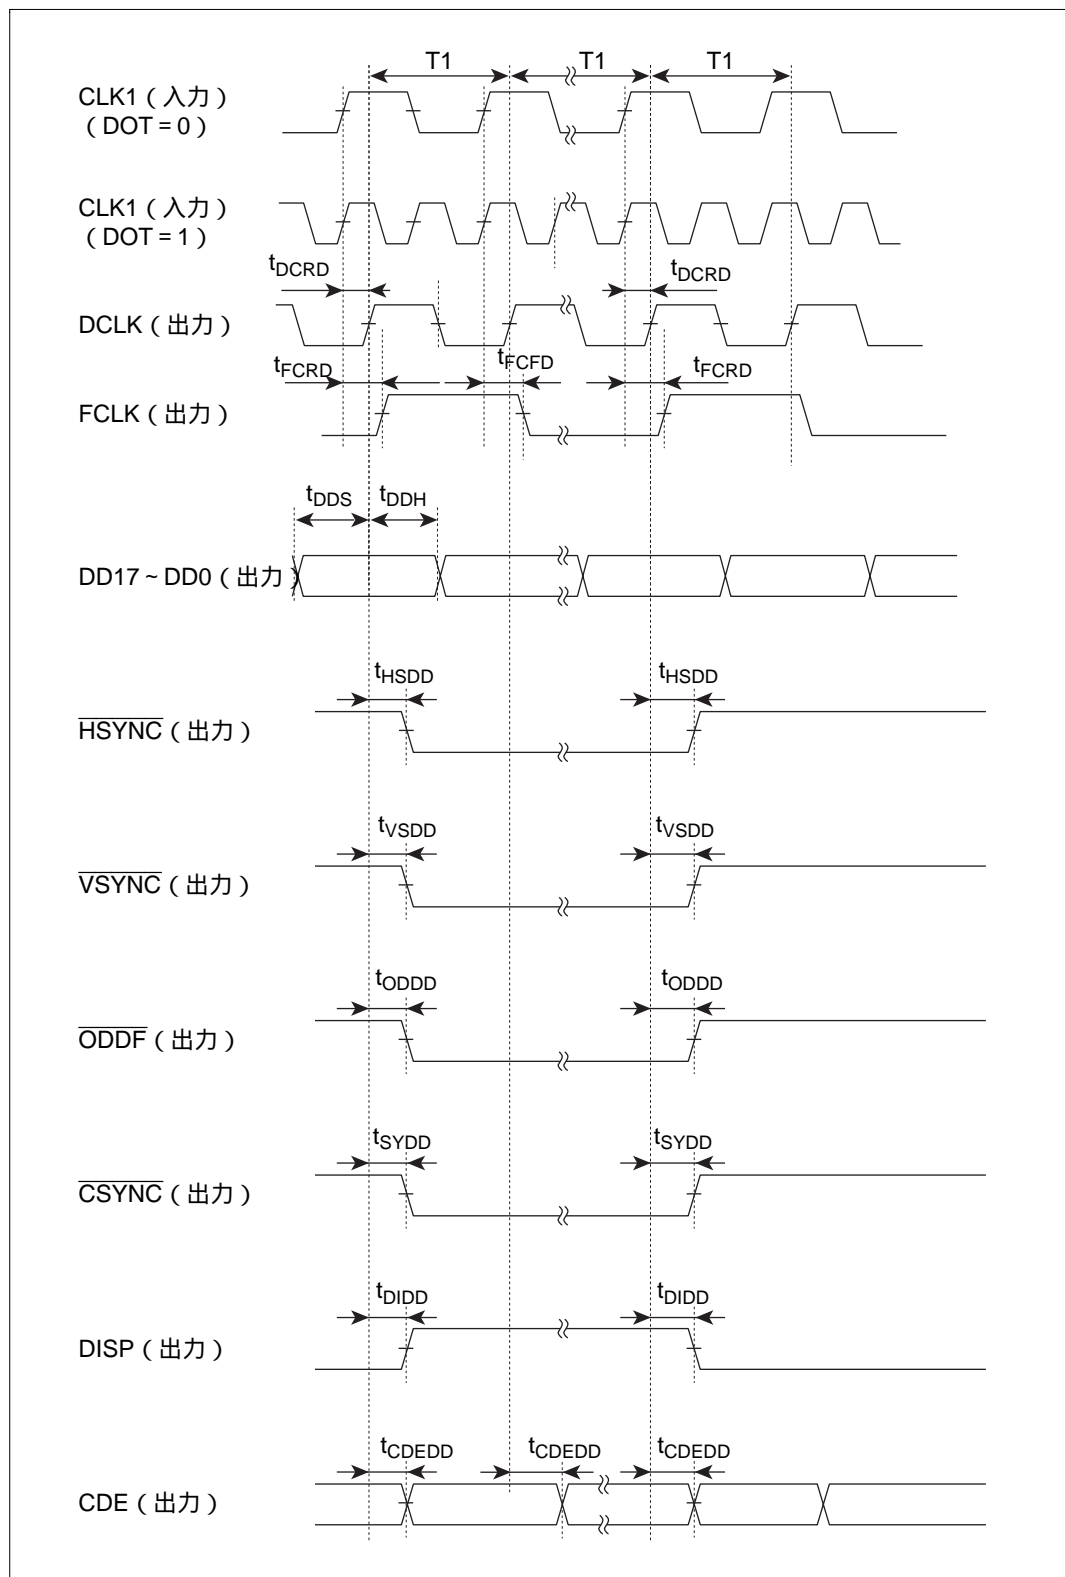 T1 T1 T1
CLK1(入力)
(DOT = 0)
CLK1(入力)
(DOT = 1)
tDCRD tDCRD
DCLK(出力)
tFCRD tFCFD tFCRD
FCLK(出力)
tDDS tDDH
DD17 ~ DD0(出力)
tHSDD tHSDD
HSYNC(出力)
tVSDD tVSDD
VSYNC(出力)
tODDD tODDD
ODDF(出力)
tSYDD tSYDD
CSYNC(出力)
tDIDD tDIDD
DISP(出力)
tCDEDD tCDEDD tCDEDD
CDE(出力)